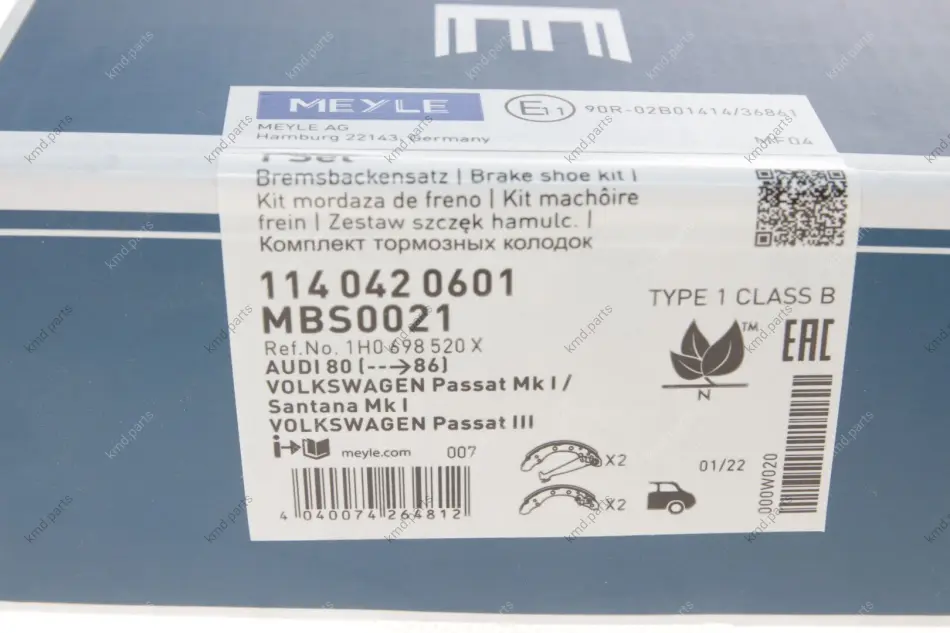 MEYLE
E11
90R-02B01414/36861
MEYLE AG
Hamburg 22143, Germany
MF04
1 Set
Bremsbackensatz | Brake shoe kit |
Kit mordaza de freno | Kit machôire
frein | Zestaw szczęk hamulc. |
Комплект тормозных колодок
114 042 0601
MBS0021
TYPE 1 CLASS B
Ref.No. 1H0 698 520 X
AUDI 80 (--->86)
VOLKSWAGEN Passat Mk I /
Santana Mk I
VOLKSWAGEN Passat III
TM
N
EAC
i
meyle.com
007
X2
X2
01/22
000W020
4 040074 264812
kmd.parts